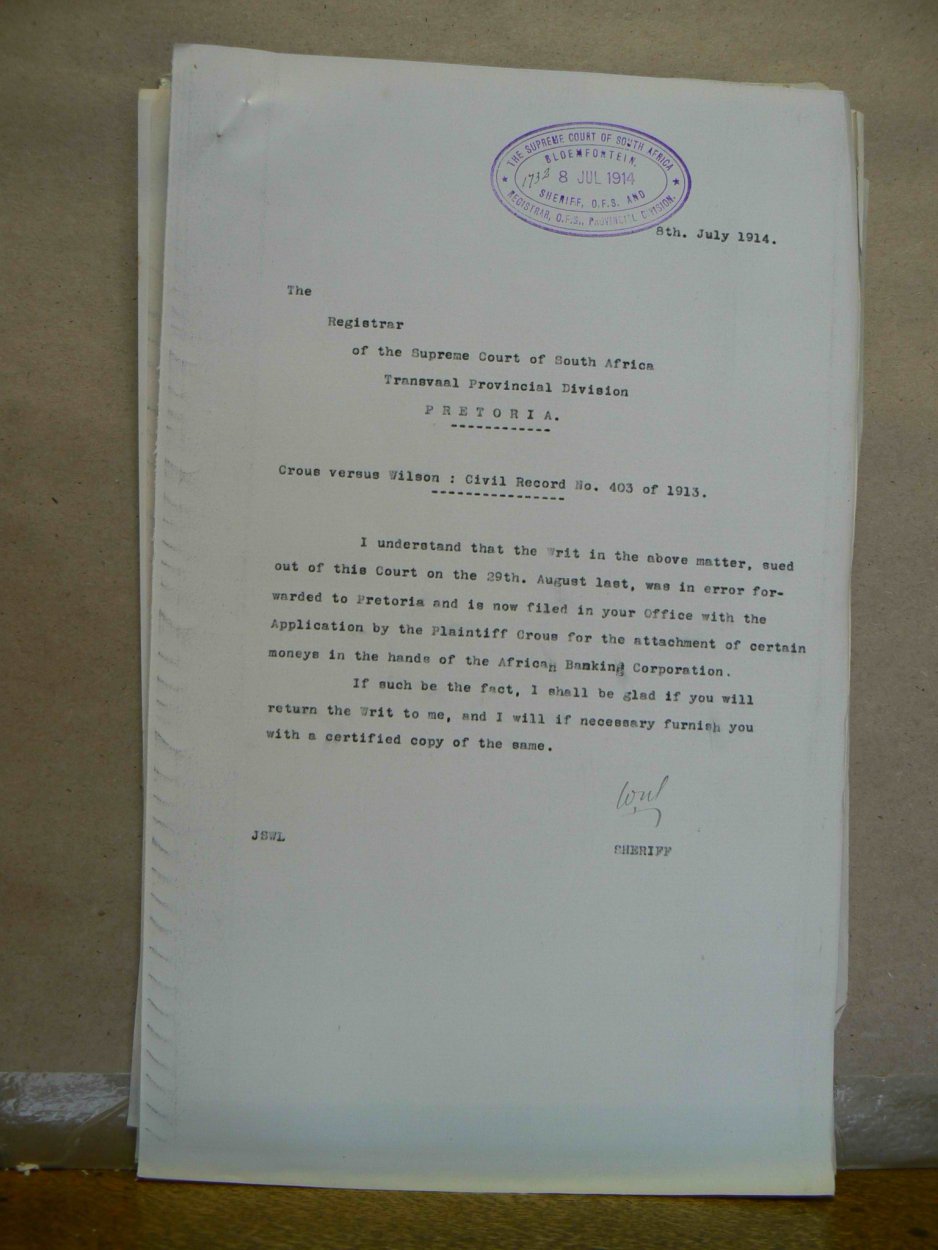 THE SUPREME COURT OF SOUTH AFRICA
BLOEMFONTEIN.
1732 8 JUL 1914
SHERIFF, O.F.S. AND
REGISTRAR, O.F.S., PROVINCIAL DIVISION.
8th. July 1914.
The
Registrar
of the Supreme Court of South Africa
Transvaal Provincial Division
PRETORIA.
Crous versus Wilson : Civil Record No. 403 of 1913.
I understand that the Writ in the above matter, sued
out of this Court on the 29th. August last, was in error for-
warded to Pretoria and is now filed in your Office with the
Application by the Plaintiff Crous for the attachment of certain
moneys in the hands of the African Banking Corporation.
If such be the fact, I shall be glad if you will
return the Writ to me, and I will if necessary furnish you
with a certified copy of the same.
JSWL
SHERIFF